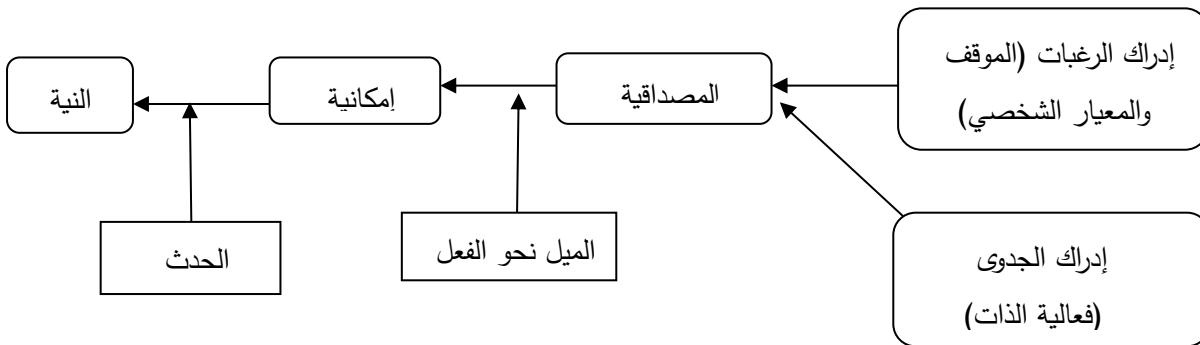 إدراك الرغبات (الموقف
والمعيار الشخصي)
المصداقية
إمكانية
النية
الميل نحو الفعل
الحدث
إدراك الجدوى
(فعالية الذات)